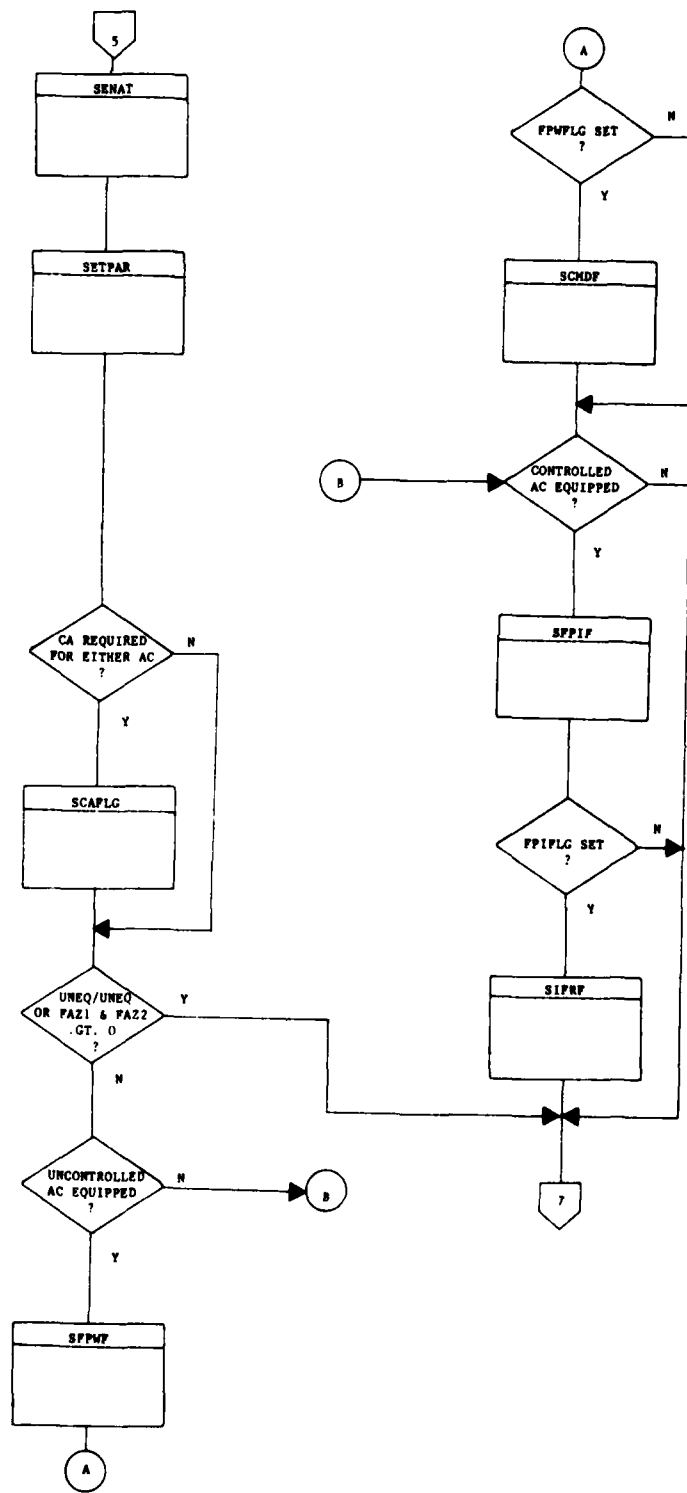 5
SENAT
SETPAR
CA REQUIRED
FOR EITHER AC
?
N
Y
SCAFLG
UNEQ/UNEQ
OR FAZ1 & FAZ2
.GT. 0
?
Y
N
UNCONTROLLED
AC EQUIPPED
?
N
B
Y
SFPWF
A
A
FPWFLG SET
?
N
Y
SCMDF
B
CONTROLLED
AC EQUIPPED
?
N
Y
SFPIF
FPIFLG SET
?
N
Y
SIFRF
7